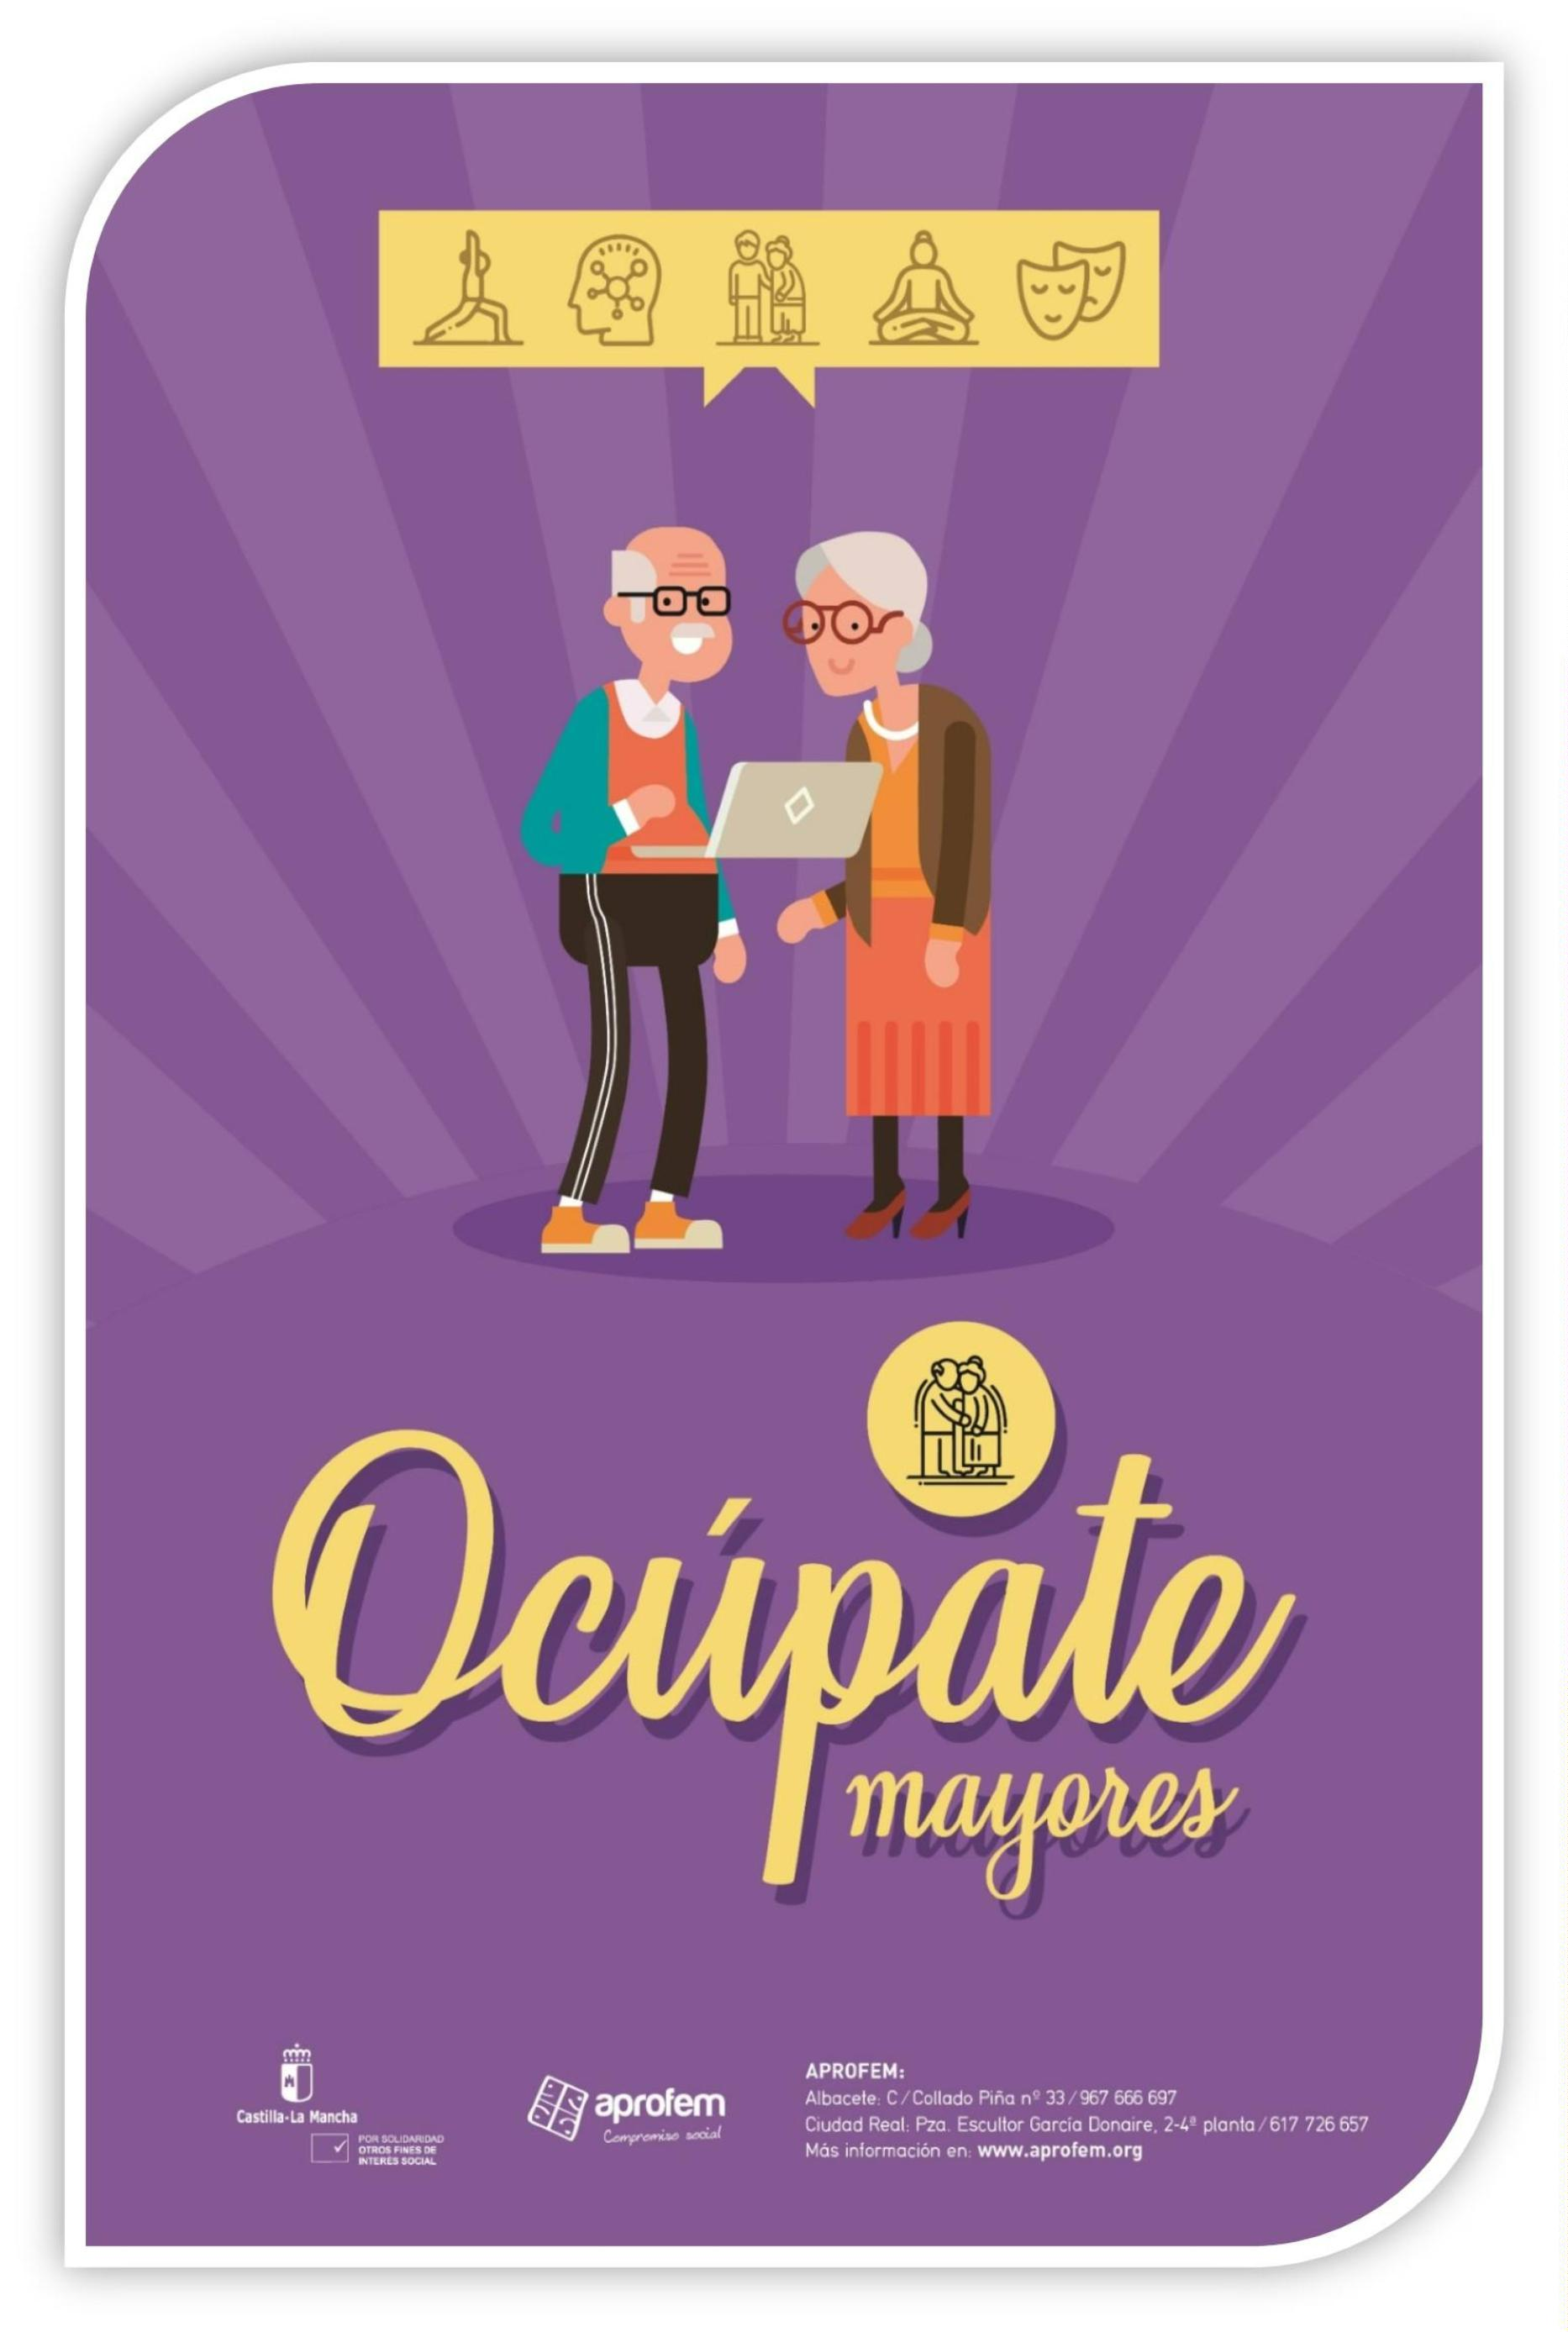 Ocúpate
mayores
Castilla-La Mancha
POR SOLIDARIDAD
OTROS FINES DE
INTERÉS SOCIAL
aprofem
Compromiso social
APROFEM:
Albacete: C/Collado Piña nº 33 / 967 666 697
Ciudad Real: Pza. Escultor García Donaire, 2-4ª planta / 617 726 657
Más información en: www.aprofem.org